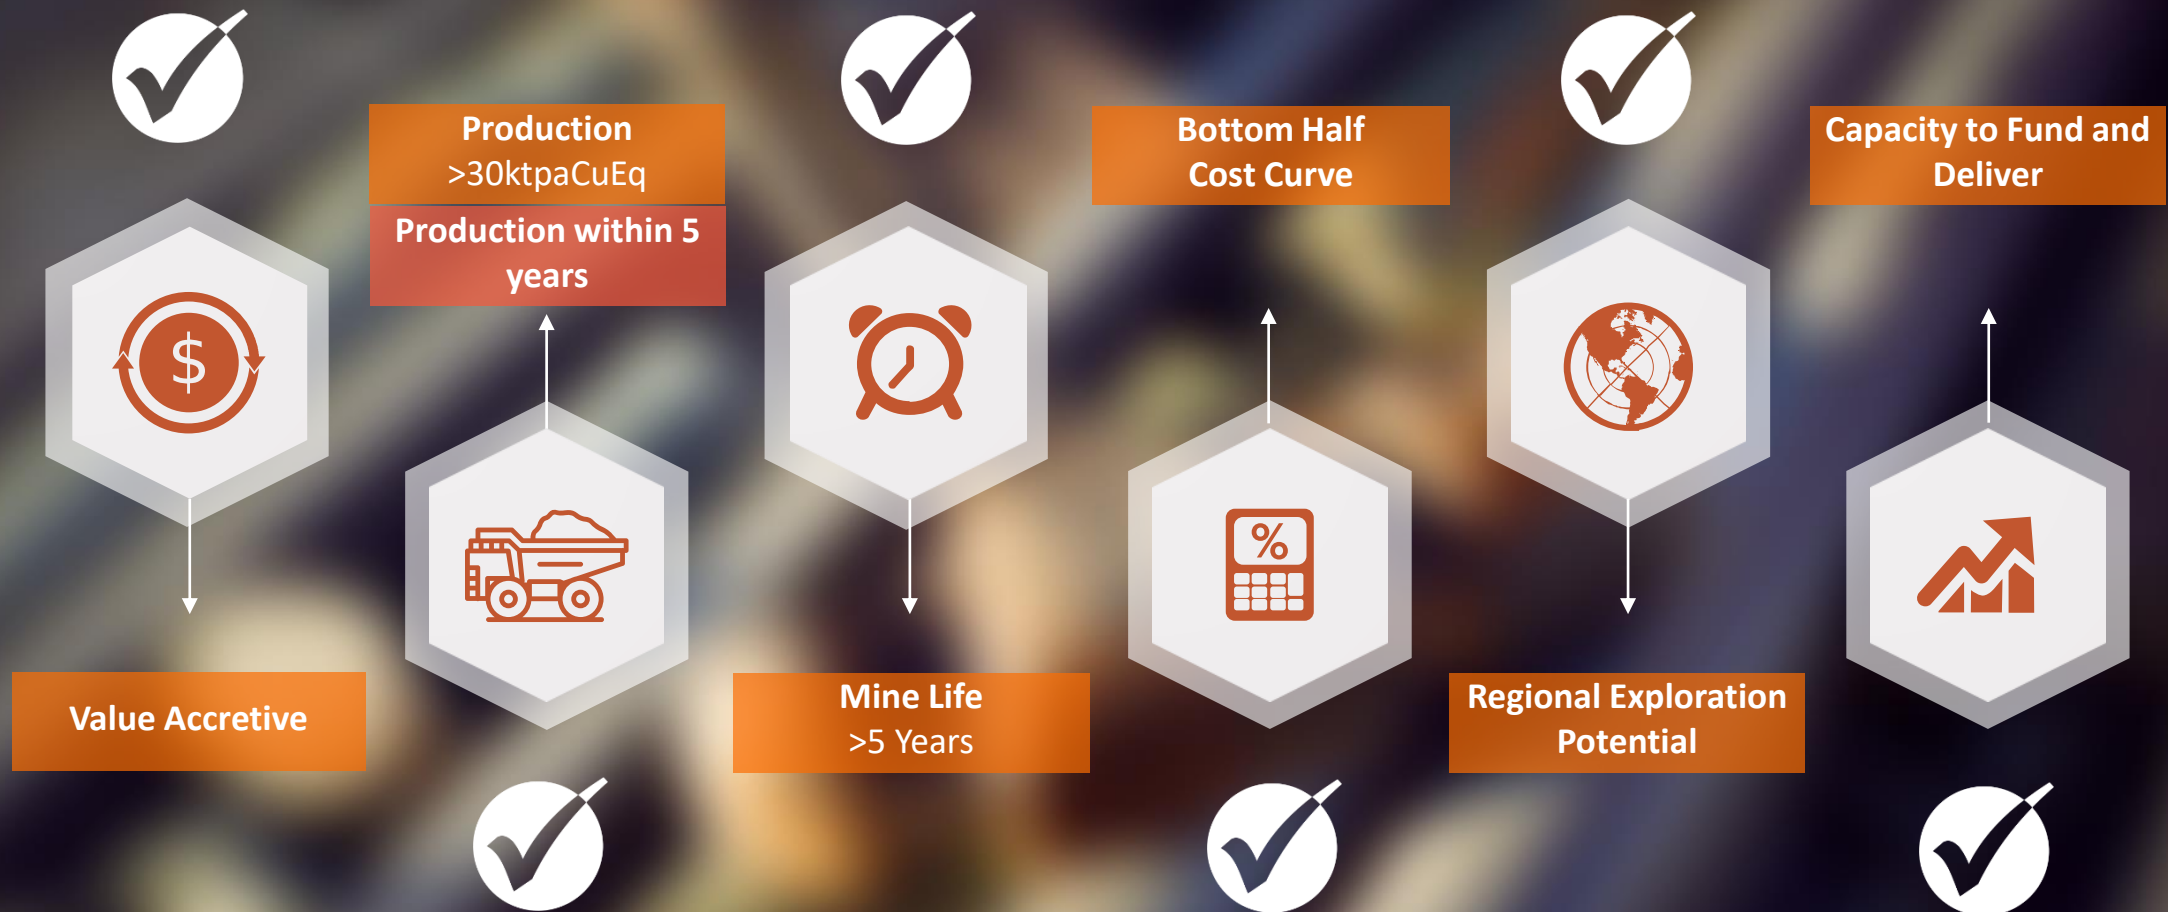 Value Accretive
Production
>30ktpaCuEq
Production within 5
years
Mine Life
>5 Years
Bottom Half
Cost Curve
Regional Exploration
Potential
Capacity to Fund and
Deliver
$
%